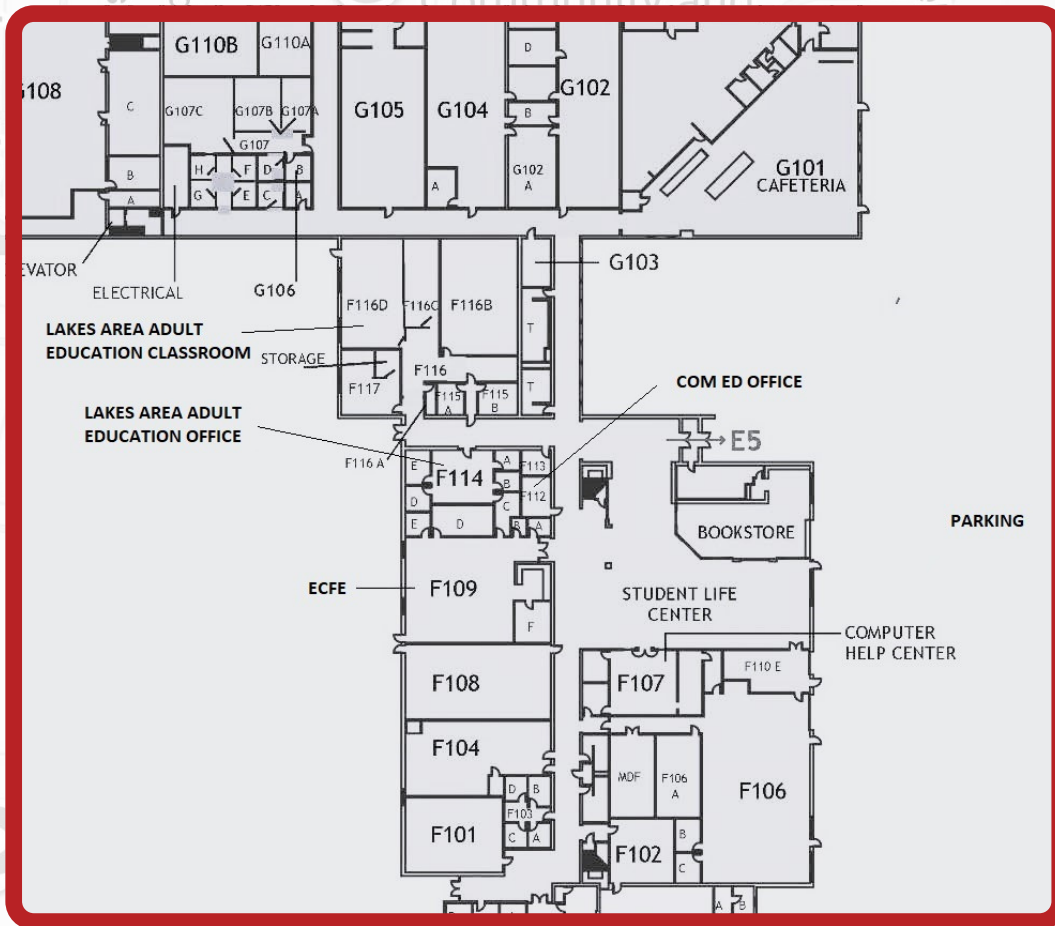 G110B
G110A
G108
C
G107C
G107B
G107A
G105
G104
D
B
G102
G107
H
F
D
B
G
E
C
A
B
A
A
G102
A
G101
CAFETERIA
EVATOR
ELECTRICAL
G106
G103
F116D
F116C
F116B
T
LAKES AREA ADULT
EDUCATION CLASSROOM
STORAGE
F116
F117
F115
A
F115
B
T
COM ED OFFICE
LAKES AREA ADULT
EDUCATION OFFICE
E5
F116 A
E
F114
A
F113
B
F112
D
C
E
D
B
A
BOOKSTORE
PARKING
ECFE
F109
F
STUDENT LIFE
CENTER
COMPUTER
HELP CENTER
F108
F107
F110 E
F104
D
B
MDF
F106
A
F106
F103
F101
C
A
F102
B
C
A
B